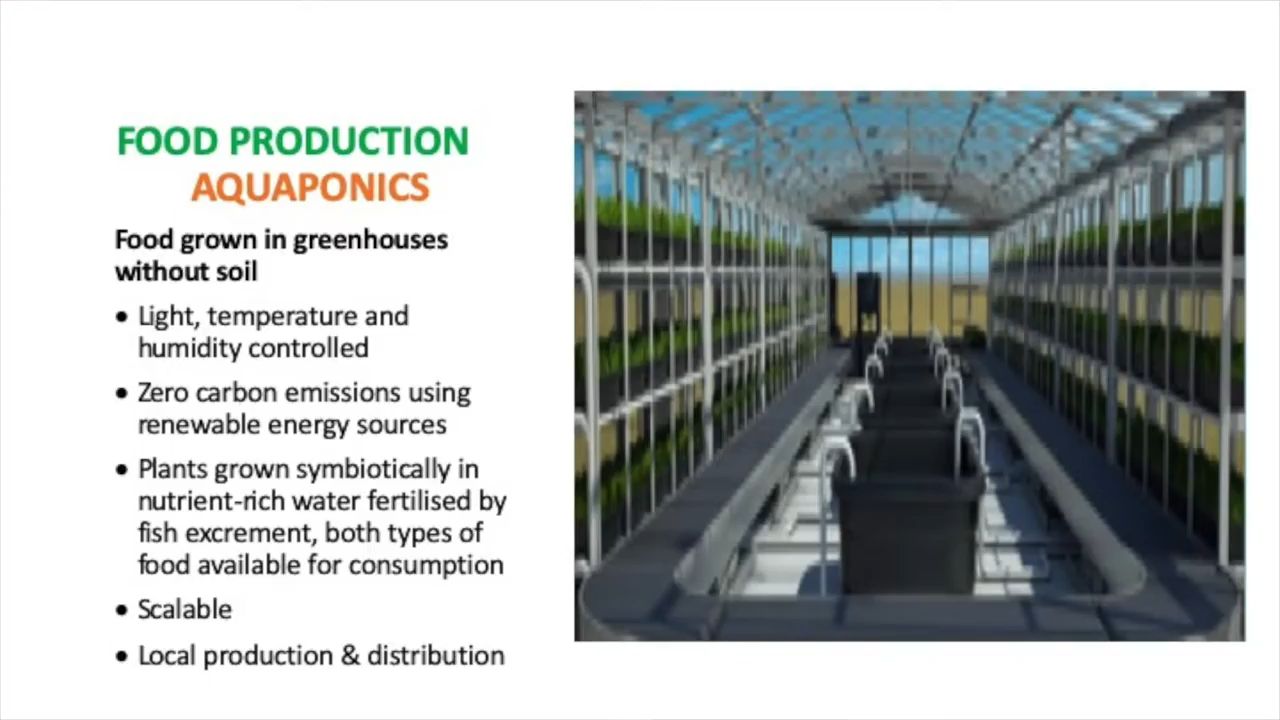 FOOD PRODUCTION
AQUAPONICS
Food grown in greenhouses
without soil
• Light, temperature and
humidity controlled
• Zero carbon emissions using
renewable energy sources
• Plants grown symbiotically in
nutrient-rich water fertilised by
fish excrement, both types of
food available for consumption
• Scalable
• Local production & distribution